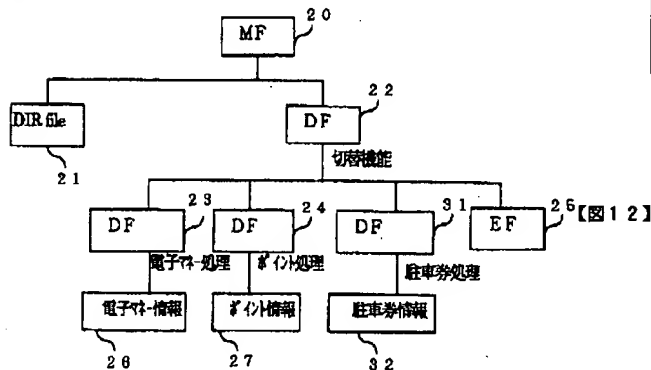 20
MF
22
DIR file
DF
21
切替機能
23
24
31
25
【図12】
DF
DF
DF
EF
電子マネー処理
ポイント処理
駐車券処理
電子マネー情報
ポイント情報
駐車券情報
26
27
32